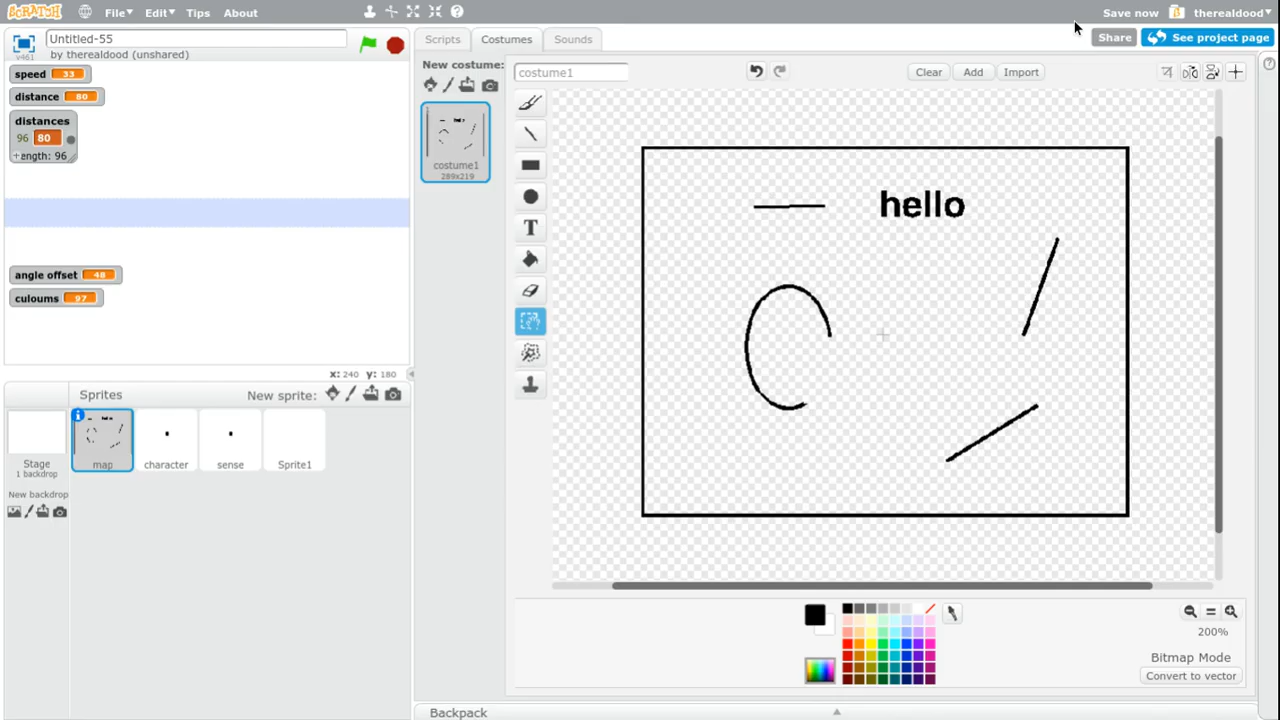 SCRATCH File Edit Tips About Save now therealdood
Untitled-55
by therealdood (unshared)
v461
Scripts Costumes Sounds
Share See project page
speed 33
distance 80
distances
96 80
+ength: 96
angle offset 48
culoums 97
x: 240 y: 180
New costume:
costume1
289x219
costume1
Clear Add Import
T
hello
Sprites New sprite:
Stage
1 backdrop
New backdrop
map
character
sense
Sprite1
200%
Bitmap Mode
Convert to vector
Backpack